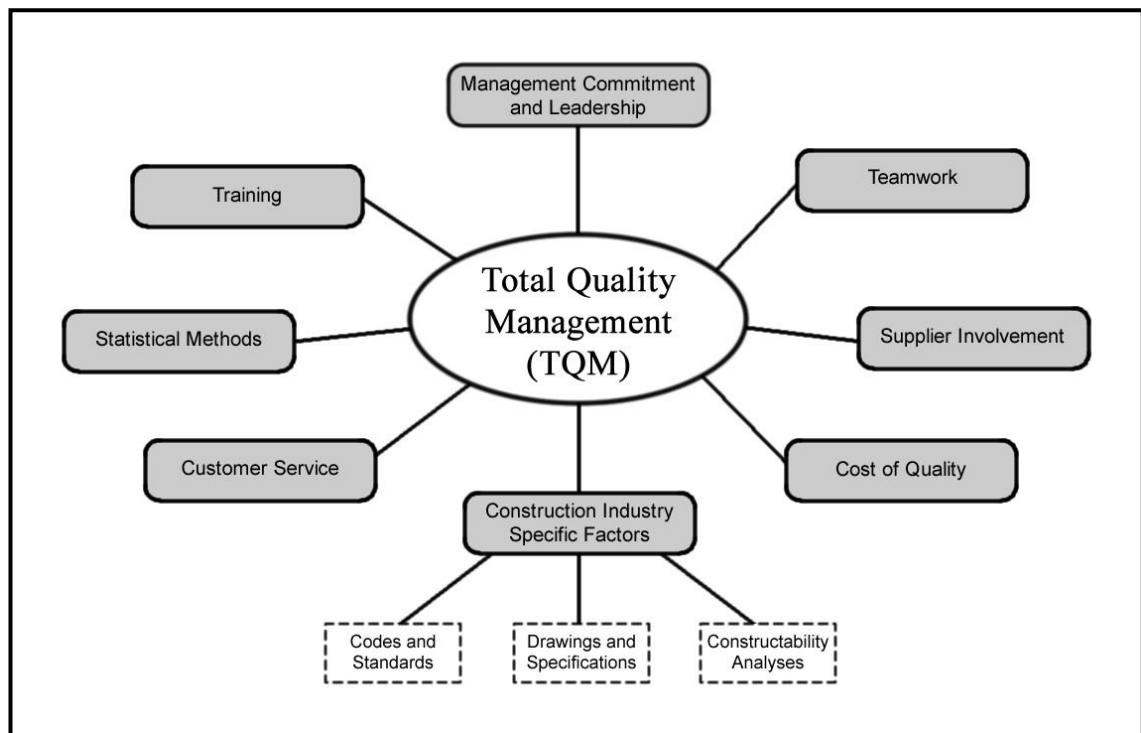 Management Commitment
and Leadership
Training
Teamwork
Total Quality
Management
(TQM)
Statistical Methods
Supplier Involvement
Customer Service
Cost of Quality
Construction Industry
Specific Factors
Codes and
Standards
Drawings and
Specifications
Constructability
Analyses